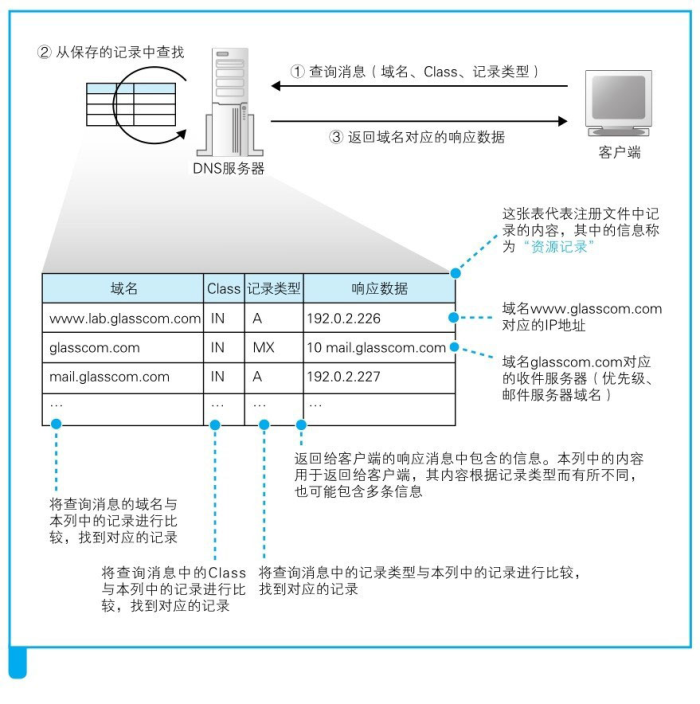 ② 从保存的记录中查找
① 查询消息（域名、Class、记录类型）
③ 返回域名对应的响应数据
DNS服务器
客户端
这张表代表注册文件中记
录的内容，其中的信息称
为“资源记录”
域名 Class 记录类型 响应数据
www.lab.glasscom.com IN A 192.0.2.226
glasscom.com IN MX 10 mail.glasscom.com
mail.glasscom.com IN A 192.0.2.227
… … … …
域名www.glasscom.com
对应的IP地址
域名glasscom.com对应
的收件服务器（优先级、
邮件服务器域名）
返回给客户端的响应消息中包含的信息。本列中的内容
用于返回给客户端，其内容根据记录类型而有所不同，
也可能包含多条信息
将查询消息的域名与
本列中的记录进行比
较，找到对应的记录
将查询消息中的Class
与本列中的记录进行比
较，找到对应的记录
将查询消息中的记录类型与本列中的记录进行比较，
找到对应的记录